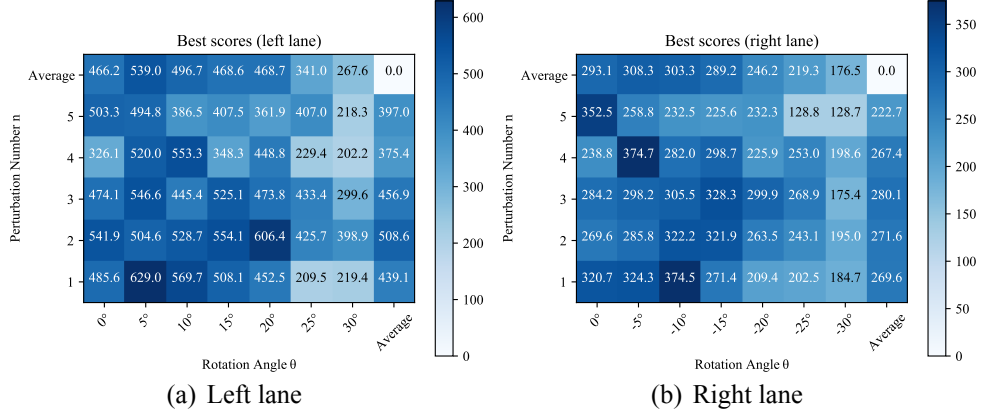 Best scores (left lane)
Perturbation Number n
Average 466.2 539.0 496.7 468.6 468.7 341.0 267.6 0.0
5 503.3 494.8 386.5 407.5 361.9 407.0 218.3 397.0
4 326.1 520.0 553.3 348.3 448.8 229.4 202.2 375.4
3 474.1 546.6 445.4 525.1 473.8 433.4 299.6 456.9
2 541.9 504.6 528.7 554.1 606.4 425.7 398.9 508.6
1 485.6 629.0 569.7 508.1 452.5 209.5 219.4 439.1
0° 5° 10° 15° 20° 25° 30° Average
Rotation Angle θ
600
500
400
300
200
100
0
(a) Left lane
Best scores (right lane)
Perturbation Number n
Average 293.1 308.3 303.3 289.2 246.2 219.3 176.5 0.0
5 352.5 258.8 232.5 225.6 232.3 128.8 128.7 222.7
4 238.8 374.7 282.0 298.7 225.9 253.0 198.6 267.4
3 284.2 298.2 305.5 328.3 299.9 268.9 175.4 280.1
2 269.6 285.8 322.2 321.9 263.5 243.1 195.0 271.6
1 320.7 324.3 374.5 271.4 209.4 202.5 184.7 269.6
0° -5° -10° -15° -20° -25° -30° Average
Rotation Angle θ
350
300
250
200
150
100
50
0
(b) Right lane